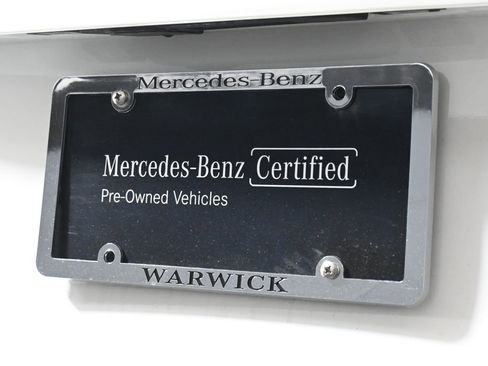 Mercedes-Benz
Mercedes-Benz Certified
Pre-Owned Vehicles
WARWICK